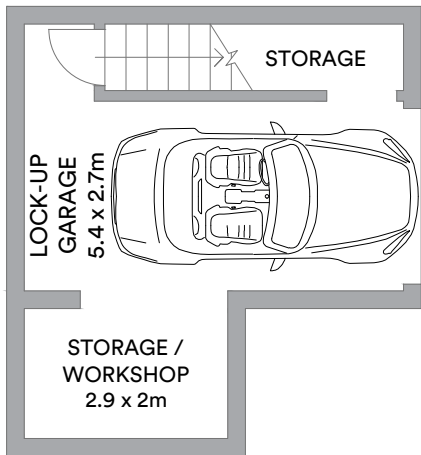 STORAGE
LOCK-UP
GARAGE
5.4 x 2.7m
STORAGE /
WORKSHOP
2.9 x 2m